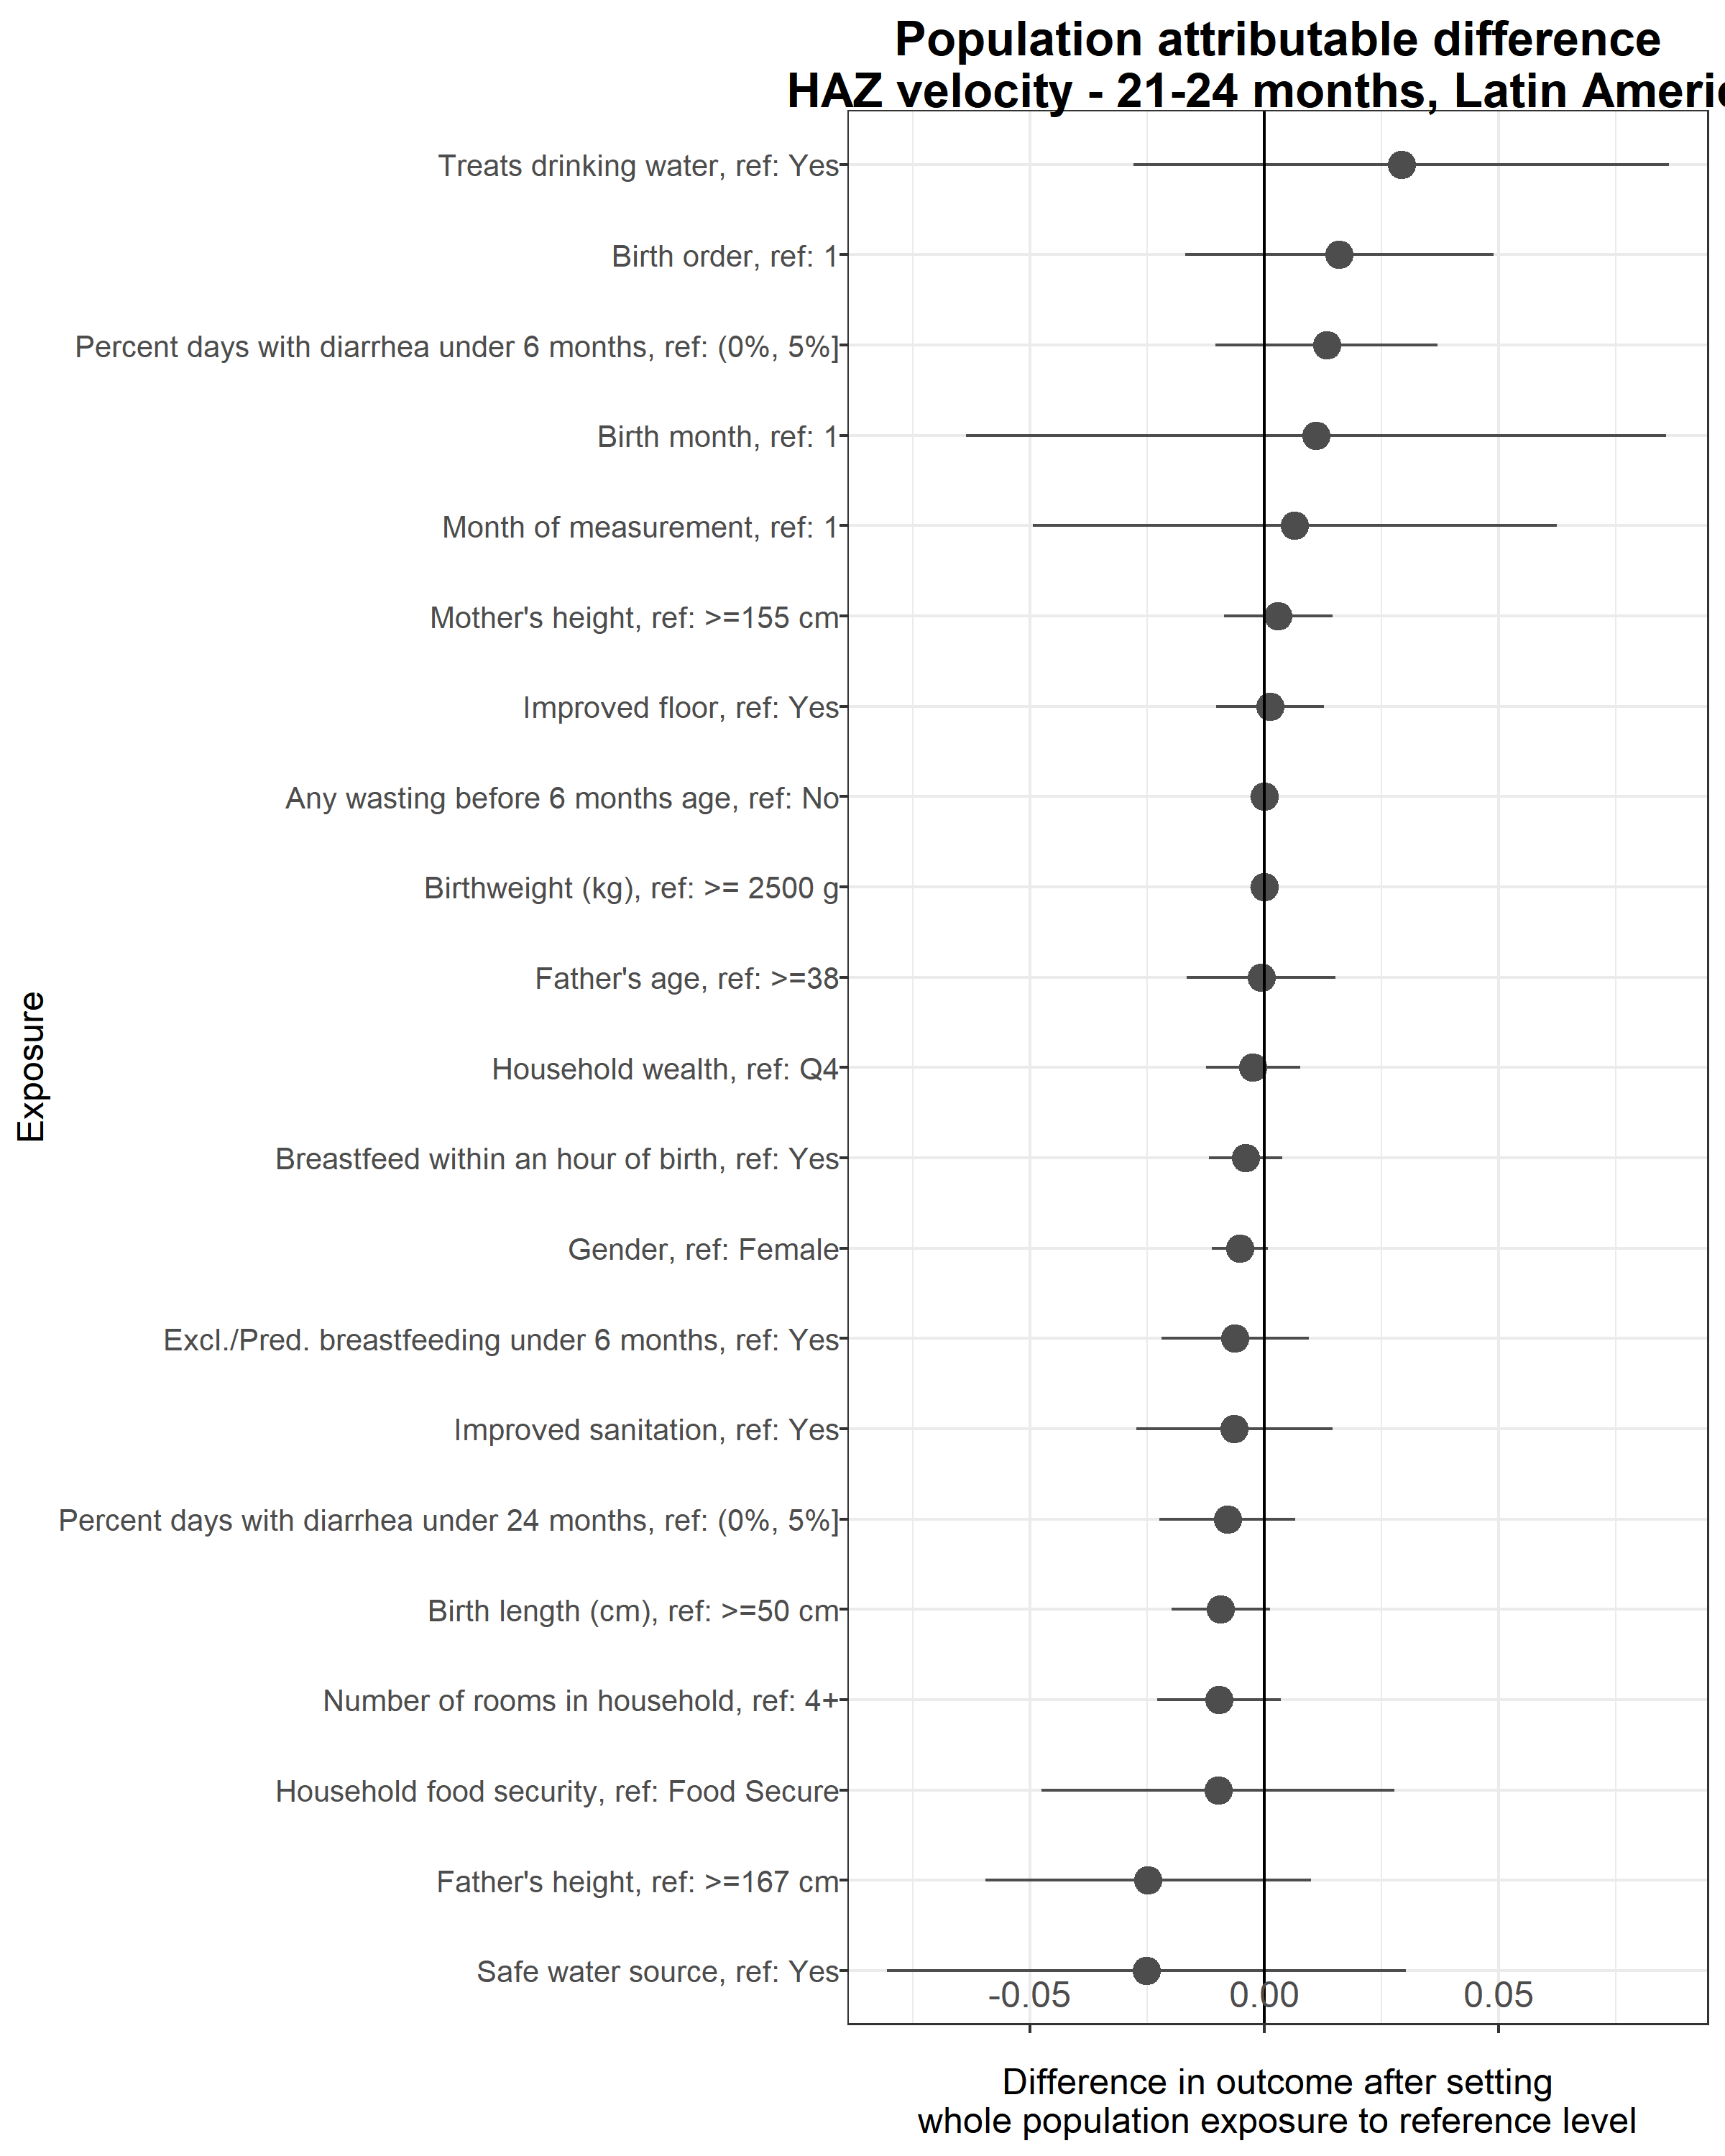 Population attributable difference
HAZ velocity - 21-24 months, Latin Americ
Treats drinking water, ref: Yes
Birth order, ref: 1
Percent days with diarrhea under 6 months, ref: (0%, 5%]
Birth month, ref: 1
Month of measurement, ref: 1
Mother's height, ref: >=155 cm
Improved floor, ref: Yes
Any wasting before 6 months age, ref: No
Birthweight (kg), ref: >= 2500 g
Father's age, ref: >=38
Household wealth, ref: Q4
Breastfeed within an hour of birth, ref: Yes
Gender, ref: Female
Excl./Pred. breastfeeding under 6 months, ref: Yes
Improved sanitation, ref: Yes
Percent days with diarrhea under 24 months, ref: (0%, 5%]
Birth length (cm), ref: >=50 cm
Number of rooms in household, ref: 4+
Household food security, ref: Food Secure
Father's height, ref: >=167 cm
Safe water source, ref: Yes
Exposure
-0.05 0.00 0.05
Difference in outcome after setting
whole population exposure to reference level